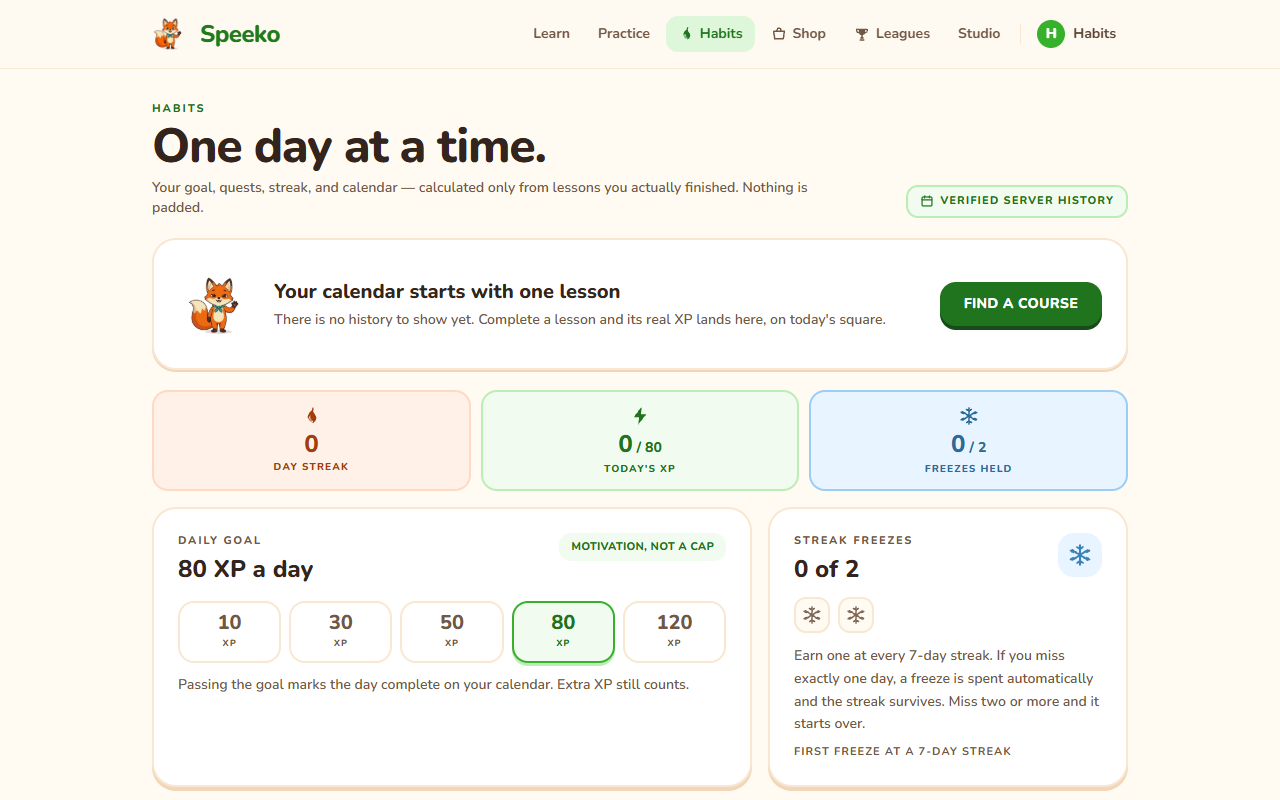 Speeko
Learn
Practice
Habits
Shop
Leagues
Studio
H
Habits
HABITS
One day at a time.
Your goal, quests, streak, and calendar — calculated only from lessons you actually finished. Nothing is
padded.
VERIFIED SERVER HISTORY
Your calendar starts with one lesson
There is no history to show yet. Complete a lesson and its real XP lands here, on today's square.
FIND A COURSE
0
DAY STREAK
0 / 80
TODAY'S XP
0 / 2
FREEZES HELD
DAILY GOAL
80 XP a day
MOTIVATION, NOT A CAP
10
XP
30
XP
50
XP
80
XP
120
XP
Passing the goal marks the day complete on your calendar. Extra XP still counts.
STREAK FREEZES
0 of 2
Earn one at every 7-day streak. If you miss
exactly one day, a freeze is spent automatically
and the streak survives. Miss two or more and it
starts over.
FIRST FREEZE AT A 7-DAY STREAK